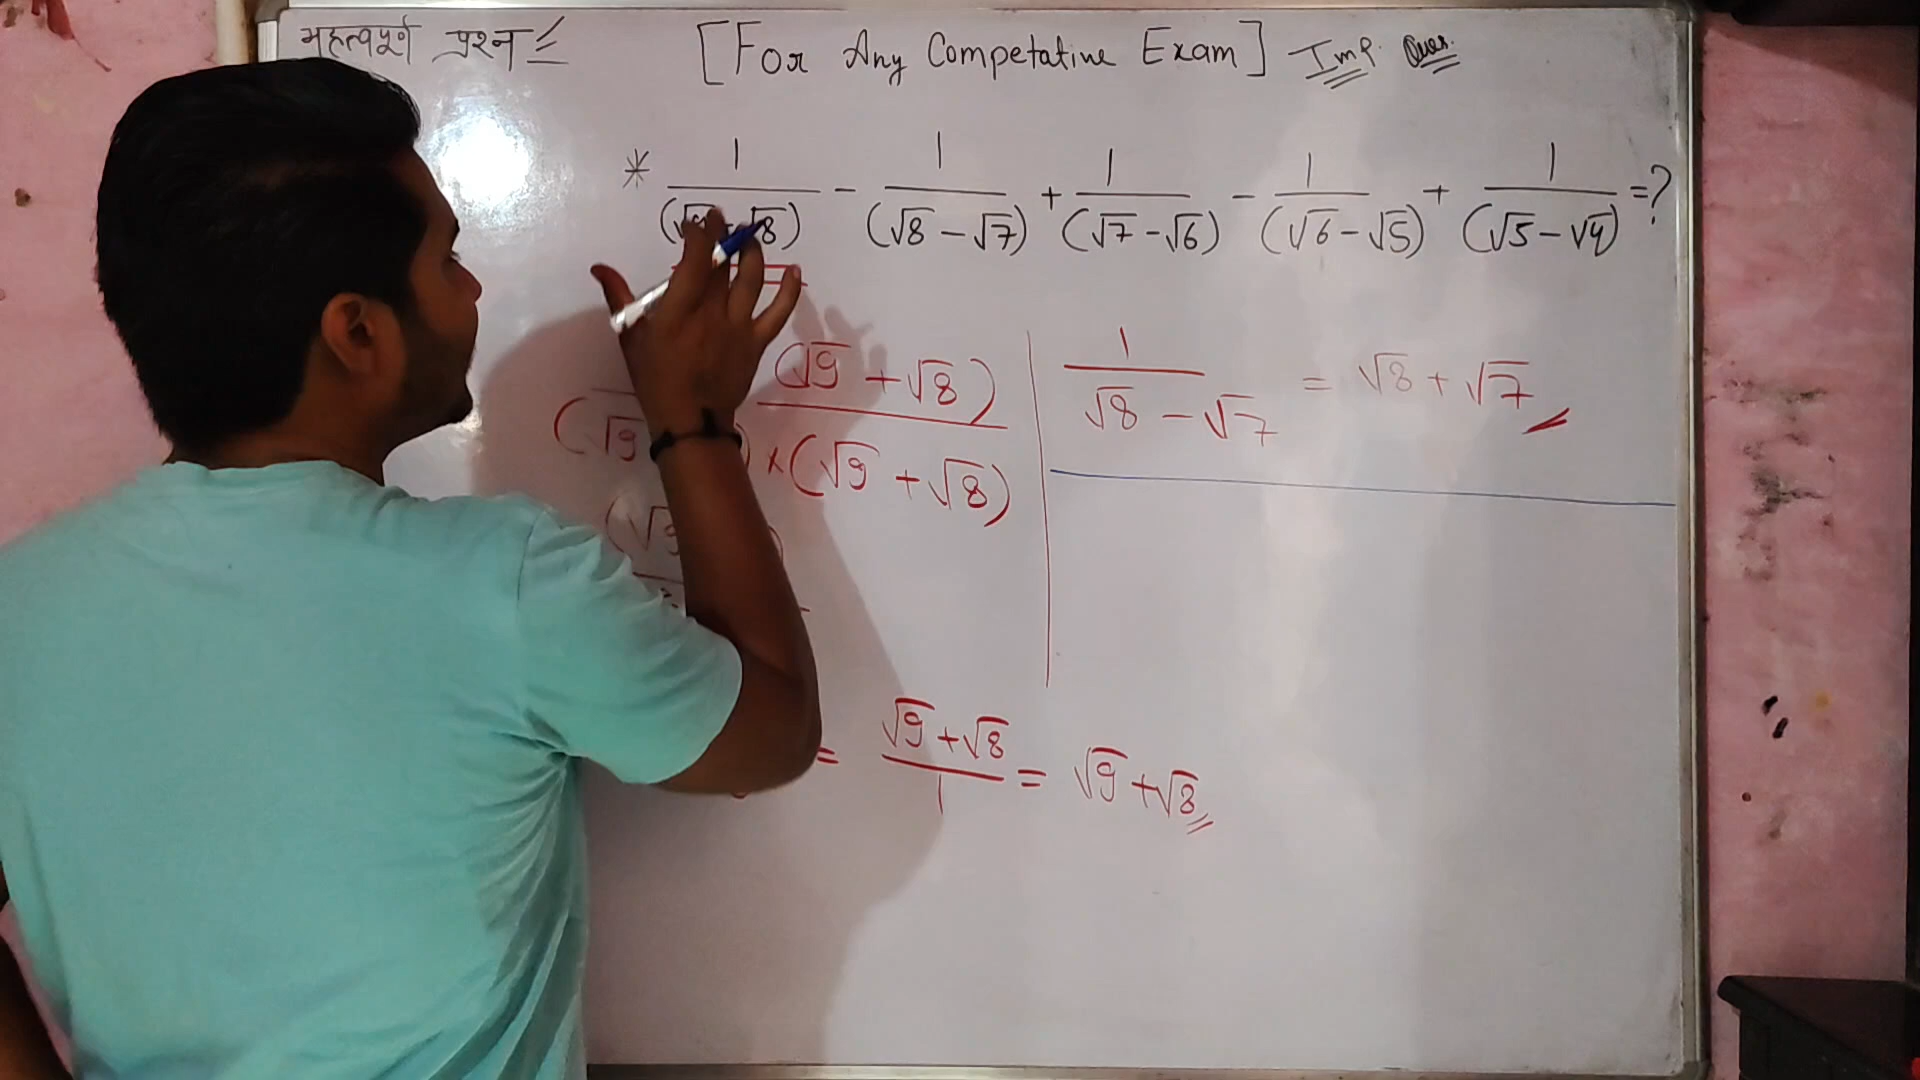 महत्वपूर्ण प्रश्न
[For Any Competative Exam] Imp. Ques.
* 1/(√9 - √8) - 1/(√8 - √7) + 1/(√7 - √6) - 1/(√6 - √5) + 1/(√5 - √4) = ?
(√9 × (√9 + √8)/(√9 + √8)
1/(√8 - √7) = √8 + √7
= (√9 + √8)/1 = √9 + √8